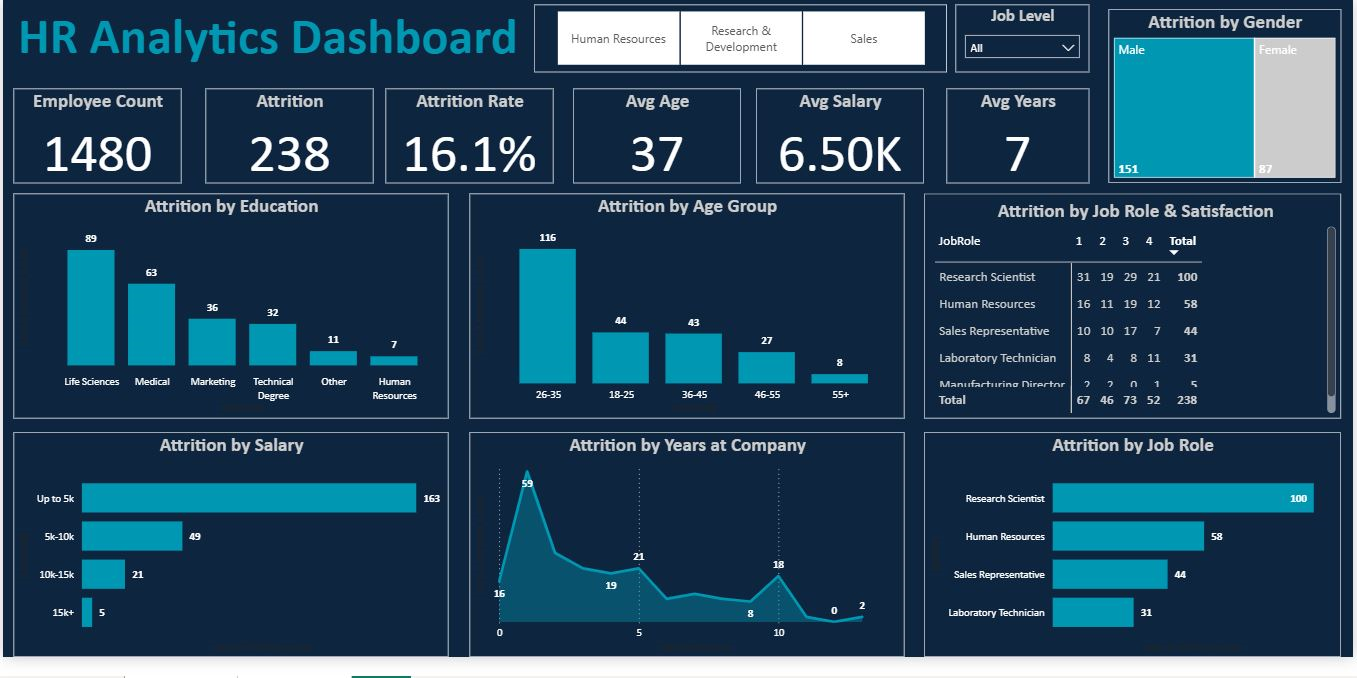 HR Analytics Dashboard
Human Resources
Research &
Development
Sales
Job Level
All
Attrition by Gender
Male
Female
151
87
Employee Count
1480
Attrition
238
Attrition Rate
16.1%
Avg Age
37
Avg Salary
6.50K
Avg Years
7
Attrition by Education
89
63
36
32
11
7
Life Sciences
Medical
Marketing
Technical
Degree
Other
Human
Resources
Attrition by Age Group
116
44
43
27
8
26-35
18-25
36-45
46-55
55+
Attrition by Job Role & Satisfaction
JobRole 1 2 3 4 Total
Research Scientist 31 19 29 21 100
Human Resources 16 11 19 12 58
Sales Representative 10 10 17 7 44
Laboratory Technician 8 4 8 11 31
Manufacturing Director 2 2 0 1 5
Total 67 46 73 52 238
Attrition by Salary
Up to 5k 163
5k-10k 49
10k-15k 21
15k+ 5
Attrition by Years at Company
59
16
19
21
8
18
0
2
0
5
10
Attrition by Job Role
Research Scientist 100
Human Resources 58
Sales Representative 44
Laboratory Technician 31